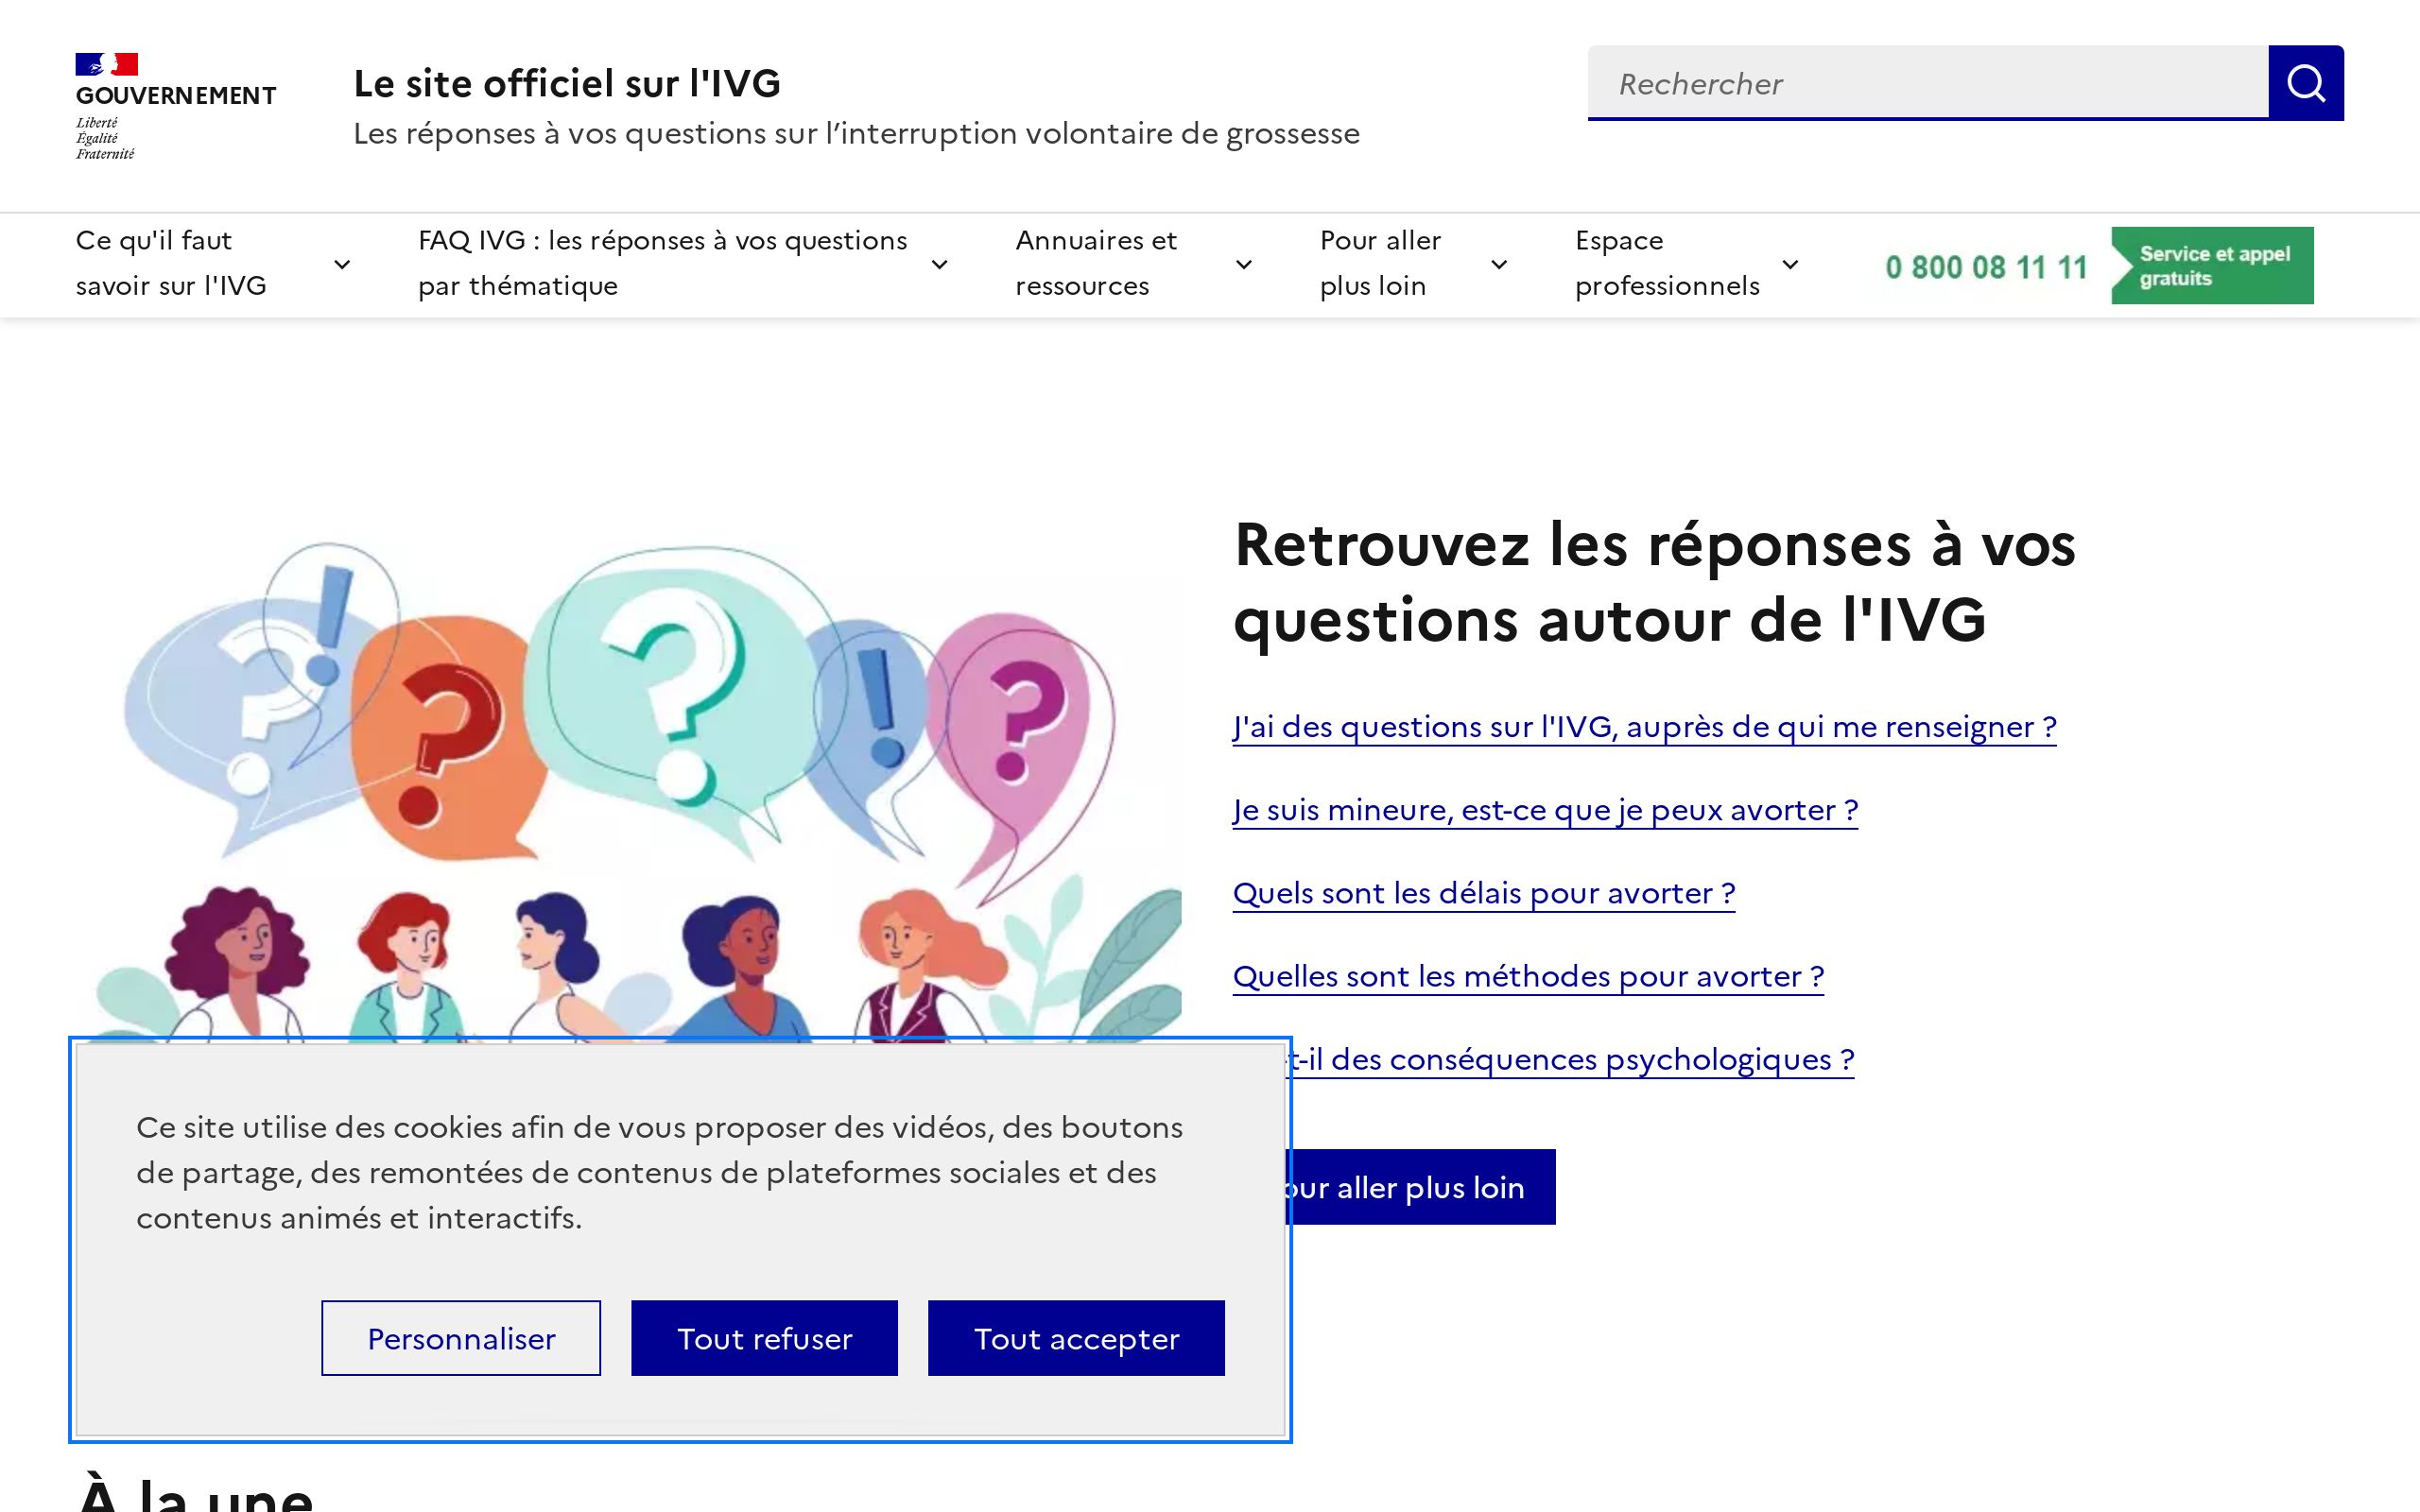 GOUVERNEMENT
Liberté
Égalité
Fraternité
Le site officiel sur l'IVG
Les réponses à vos questions sur l’interruption volontaire de grossesse
Rechercher
Ce qu'il faut
savoir sur l'IVG
FAQ IVG : les réponses à vos questions
par thématique
Annuaires et
ressources
Pour aller
plus loin
Espace
professionnels
0 800 08 11 11
Service et appel
gratuits
? ! ? ? ! ?
Retrouvez les réponses à vos
questions autour de l'IVG
J'ai des questions sur l'IVG, auprès de qui me renseigner ?
Je suis mineure, est-ce que je peux avorter ?
Quels sont les délais pour avorter ?
Quelles sont les méthodes pour avorter ?
t-il des conséquences psychologiques ?
our aller plus loin
Ce site utilise des cookies afin de vous proposer des vidéos, des boutons
de partage, des remontées de contenus de plateformes sociales et des
contenus animés et interactifs.
Personnaliser
Tout refuser
Tout accepter
À la une